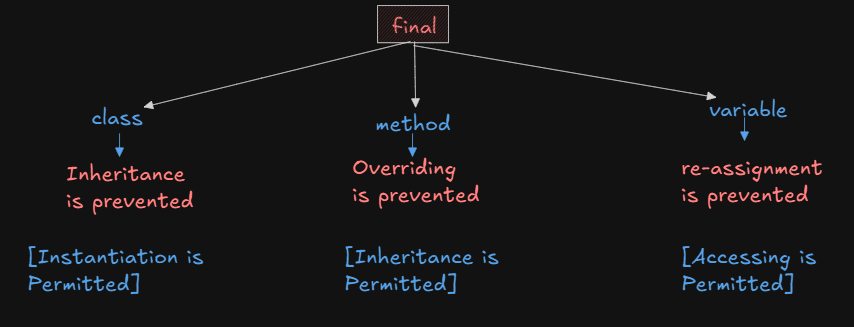 final
class
method
variable
Inheritance
is prevented
Overriding
is prevented
re-assignment
is prevented
[Instantiation is
Permitted]
[Inheritance is
Permitted]
[Accessing is
Permitted]